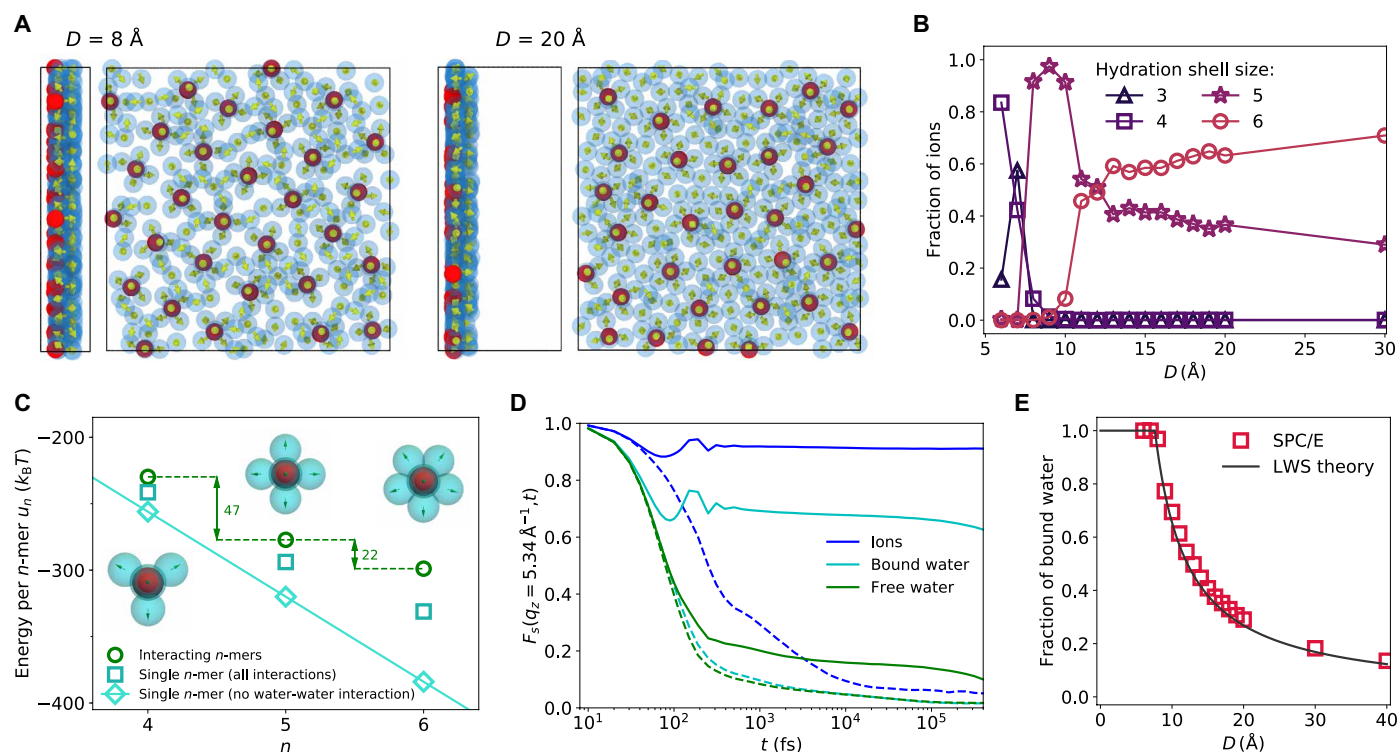 A
D = 8 Å
D = 20 Å
B
Fraction of ions
1.0
0.8
0.6
0.4
0.2
0.0
Hydration shell size:
3
5
4
6
5
10
15
20
25
30
D (Å)
C
Energy per n-mer uₙ (k_BT)
−200
−300
−400
47
22
Interacting n-mers
Single n-mer (all interactions)
Single n-mer (no water-water interaction)
4
5
6
n
D
Fₛ(q_z = 5.34 Å⁻¹, t)
1.0
0.8
0.6
0.4
0.2
0.0
Ions
Bound water
Free water
10¹
10²
10³
10⁴
10⁵
t (fs)
E
Fraction of bound water
1.0
0.8
0.6
0.4
0.2
0.0
SPC/E
LWS theory
0
10
20
30
40
D (Å)